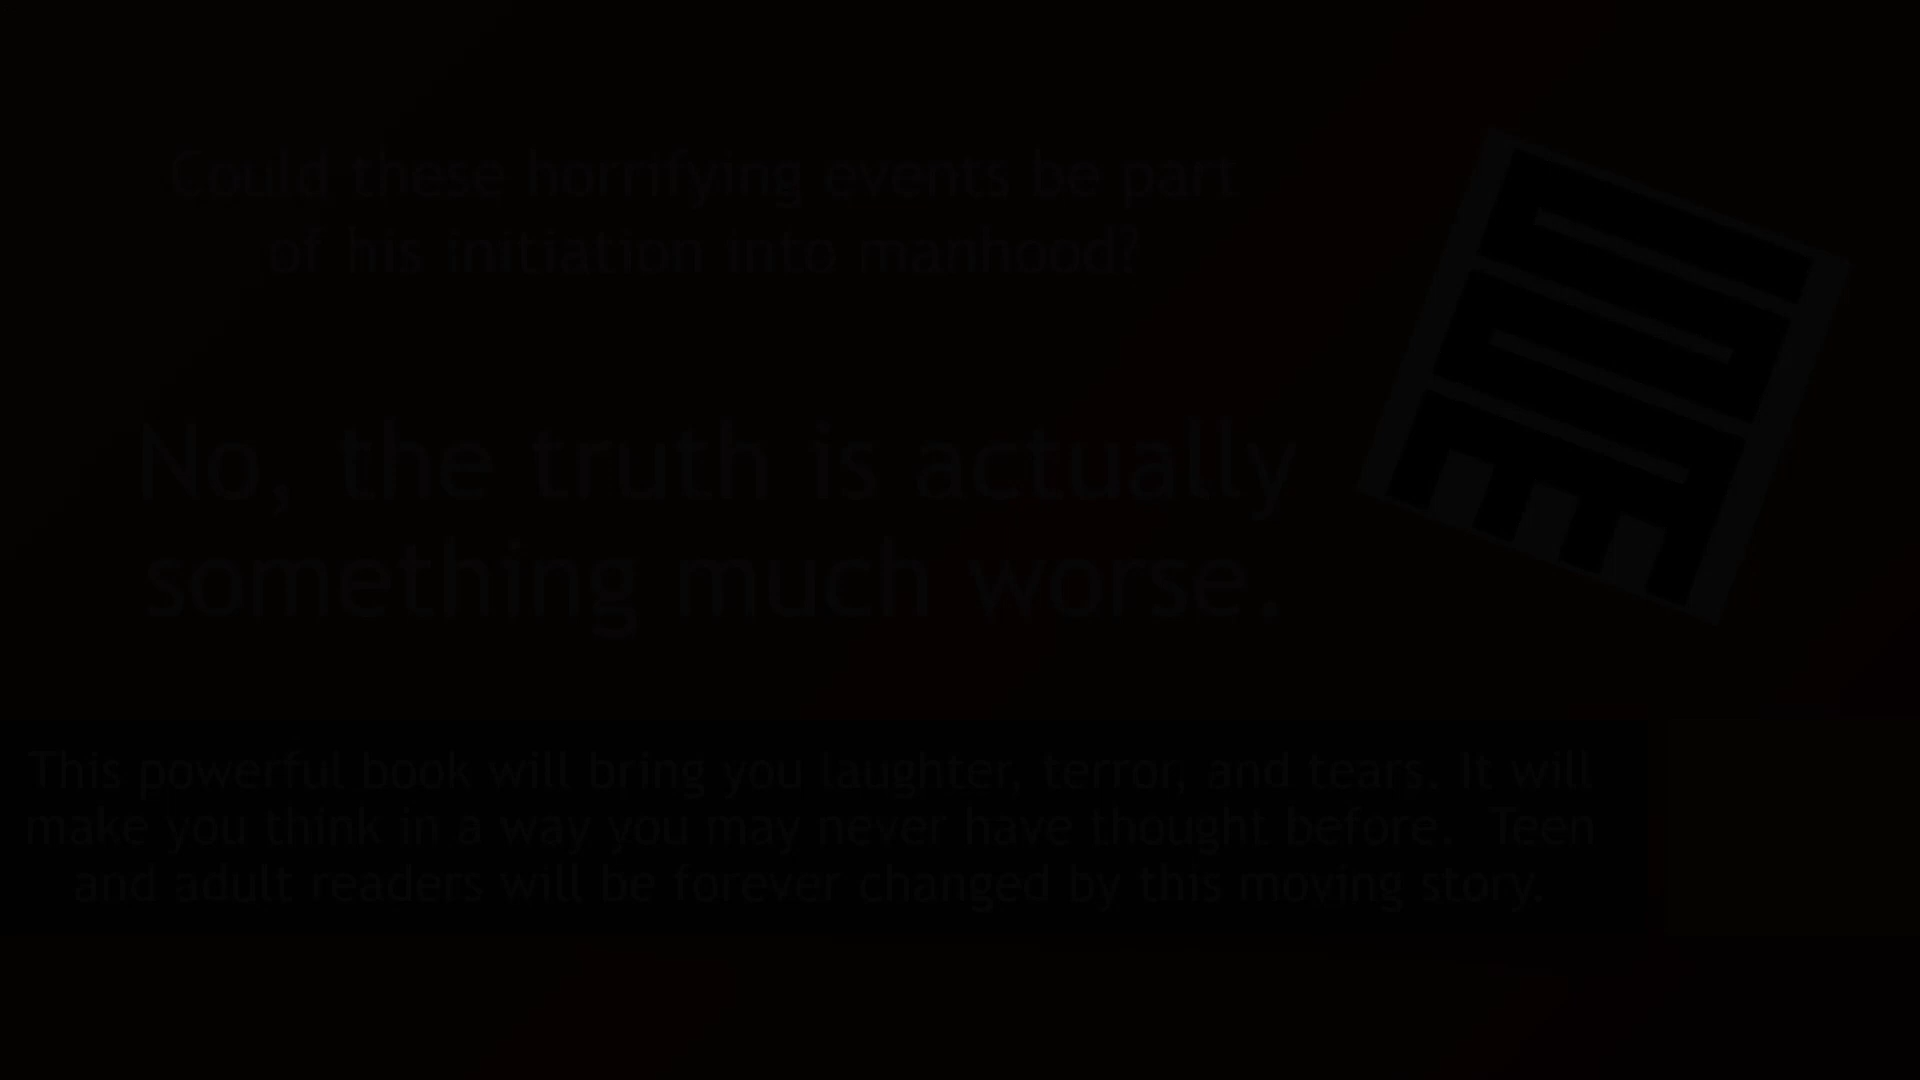 Could these horrifying events be part
of his initiation into manhood?
No, the truth is actually
something much worse.
This powerful book will bring you laughter, terror, and tears. It will
make you think in a way you may never have thought before. Teen
and adult readers will be forever changed by this moving story.